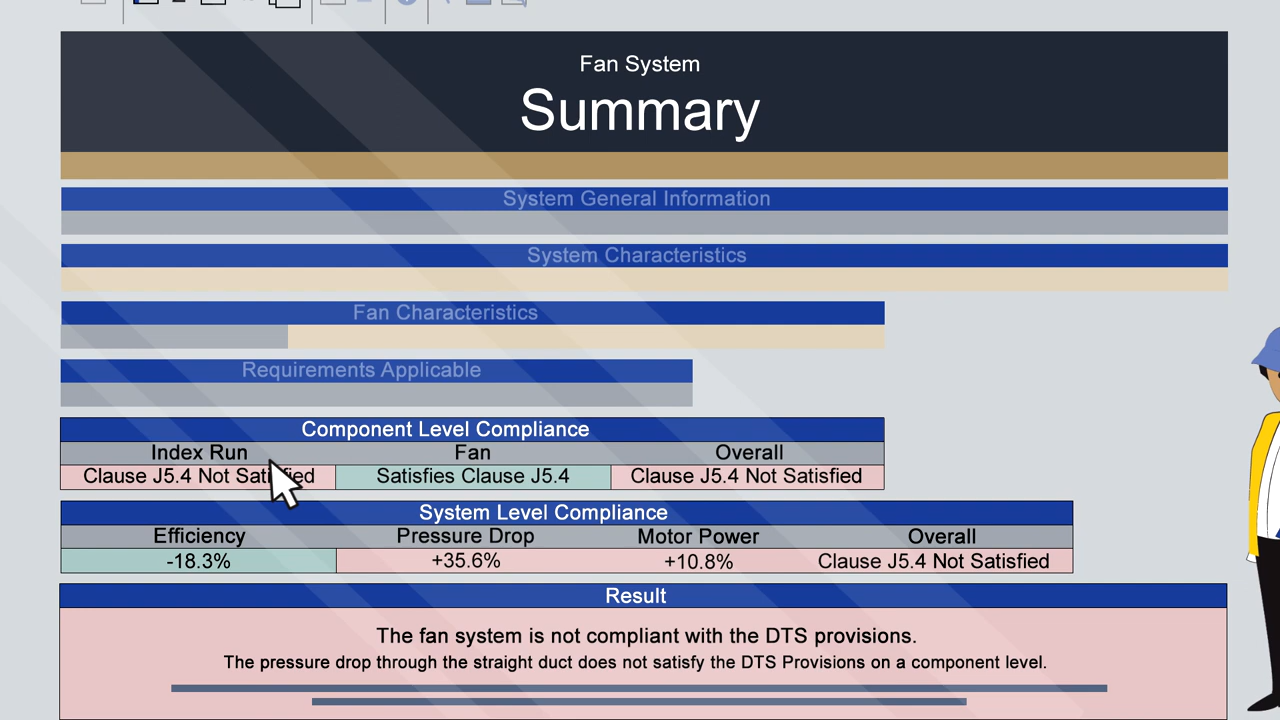 Fan System
Summary
System General Information
System Characteristics
Fan Characteristics
Requirements Applicable
Component Level Compliance
Index Run Fan Overall
Clause J5.4 Not Satisfied Satisfies Clause J5.4 Clause J5.4 Not Satisfied
System Level Compliance
Efficiency Pressure Drop Motor Power Overall
-18.3% +35.6% +10.8% Clause J5.4 Not Satisfied
Result
The fan system is not compliant with the DTS provisions.
The pressure drop through the straight duct does not satisfy the DTS Provisions on a component level.